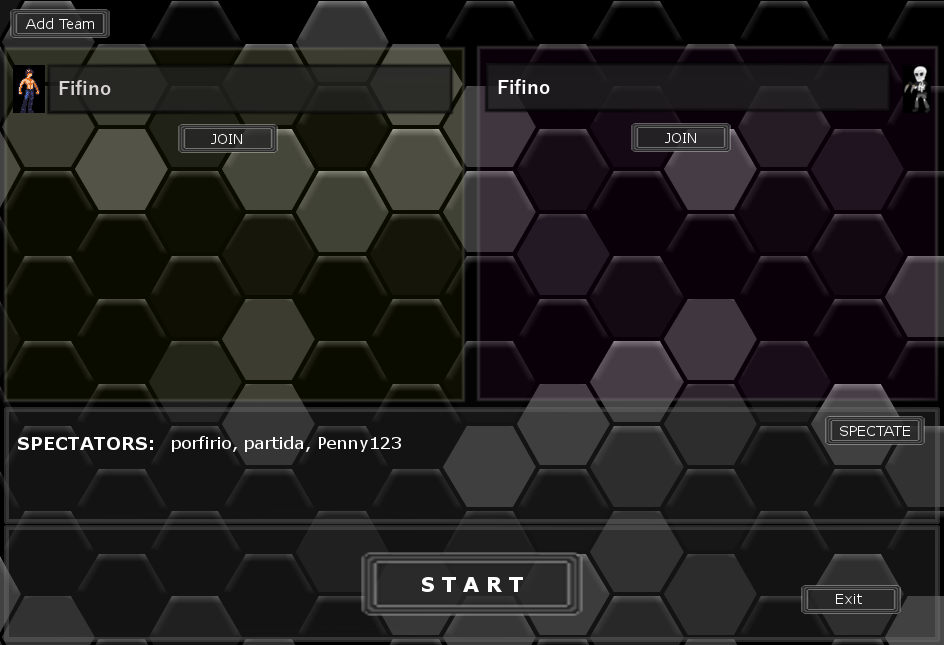 Add Team
Fifino
Fifino
JOIN
JOIN
SPECTATORS: porfirio, partida, Penny123
SPECTATE
START
Exit